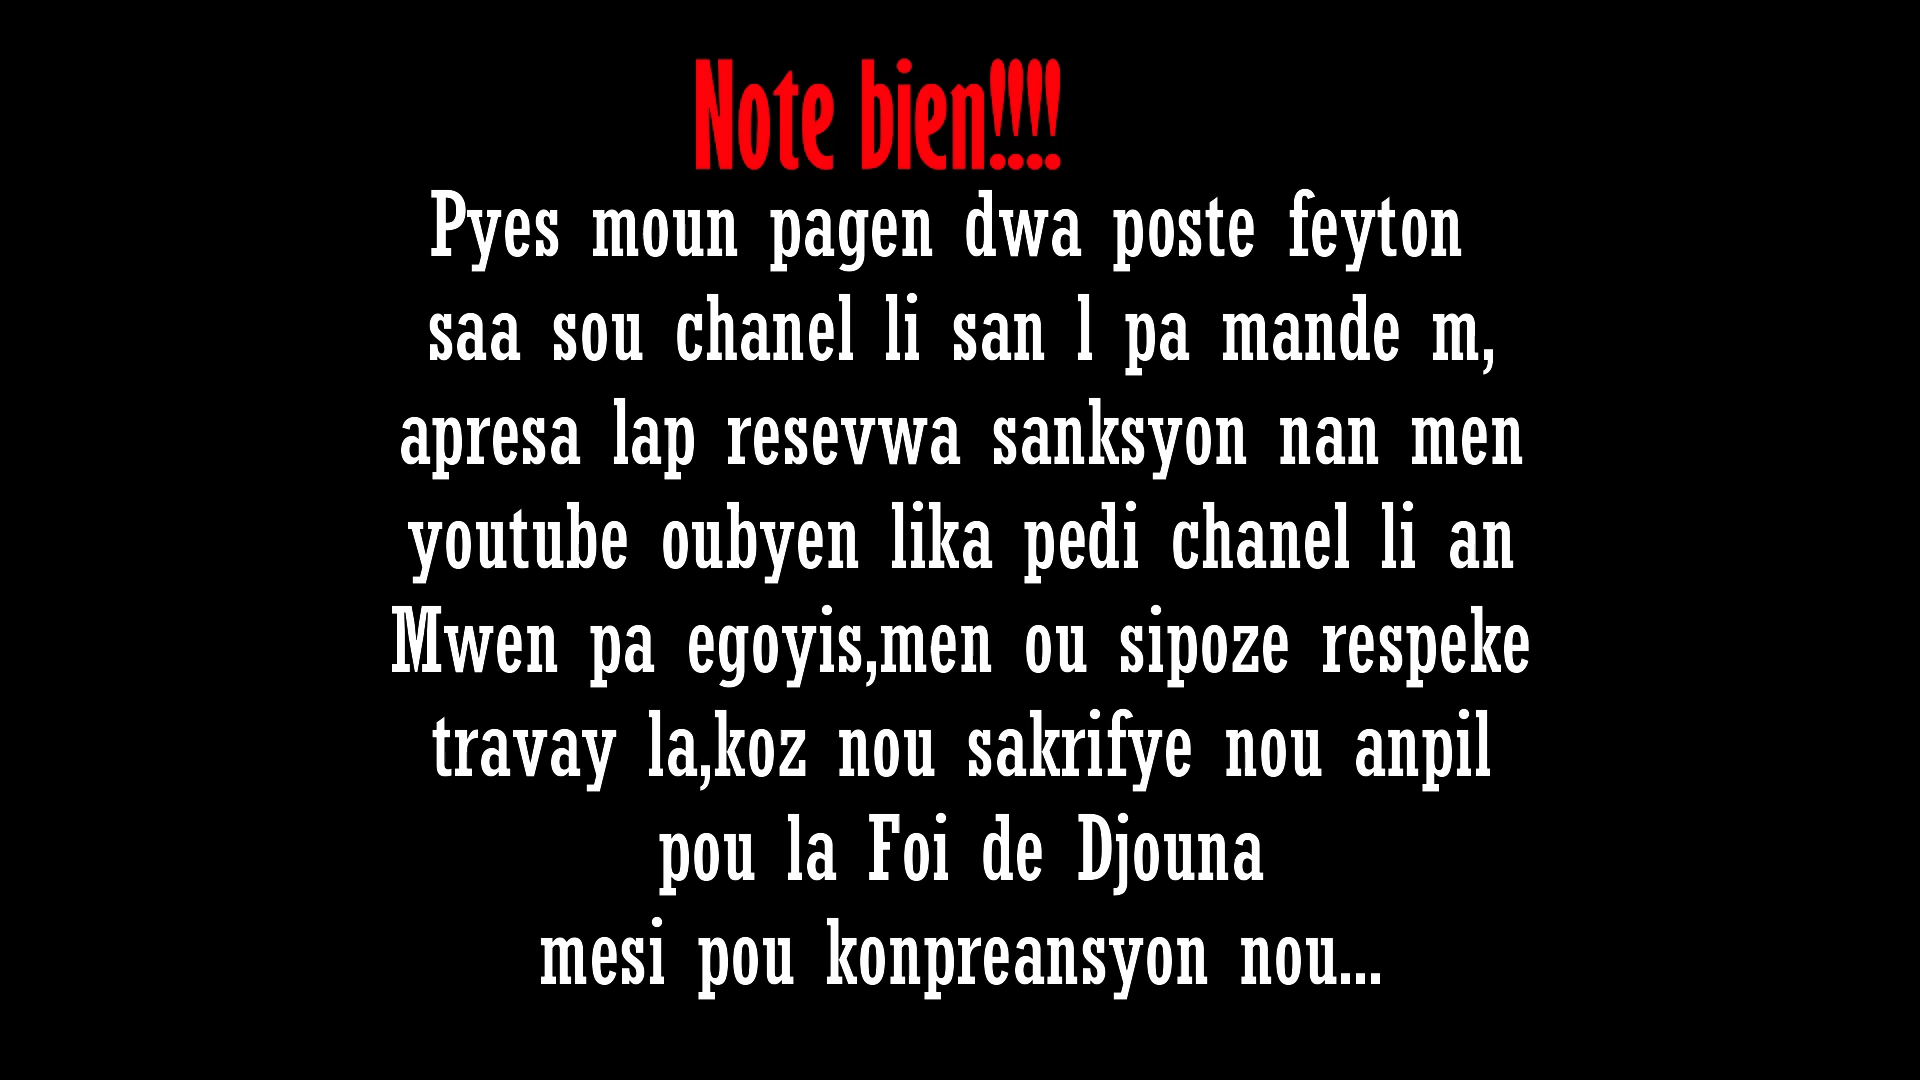 Note bien!!!!
Pyes moun pagen dwa poste feyton
saa sou chanel li san l pa mande m,
apresa lap resevwa sanksyon nan men
youtube oubyen lika pedi chanel li an
Mwen pa egoyis,men ou sipoze respeke
travay la,koz nou sakrifye nou anpil
pou la Foi de Djouna
mesi pou konpreansyon nou...